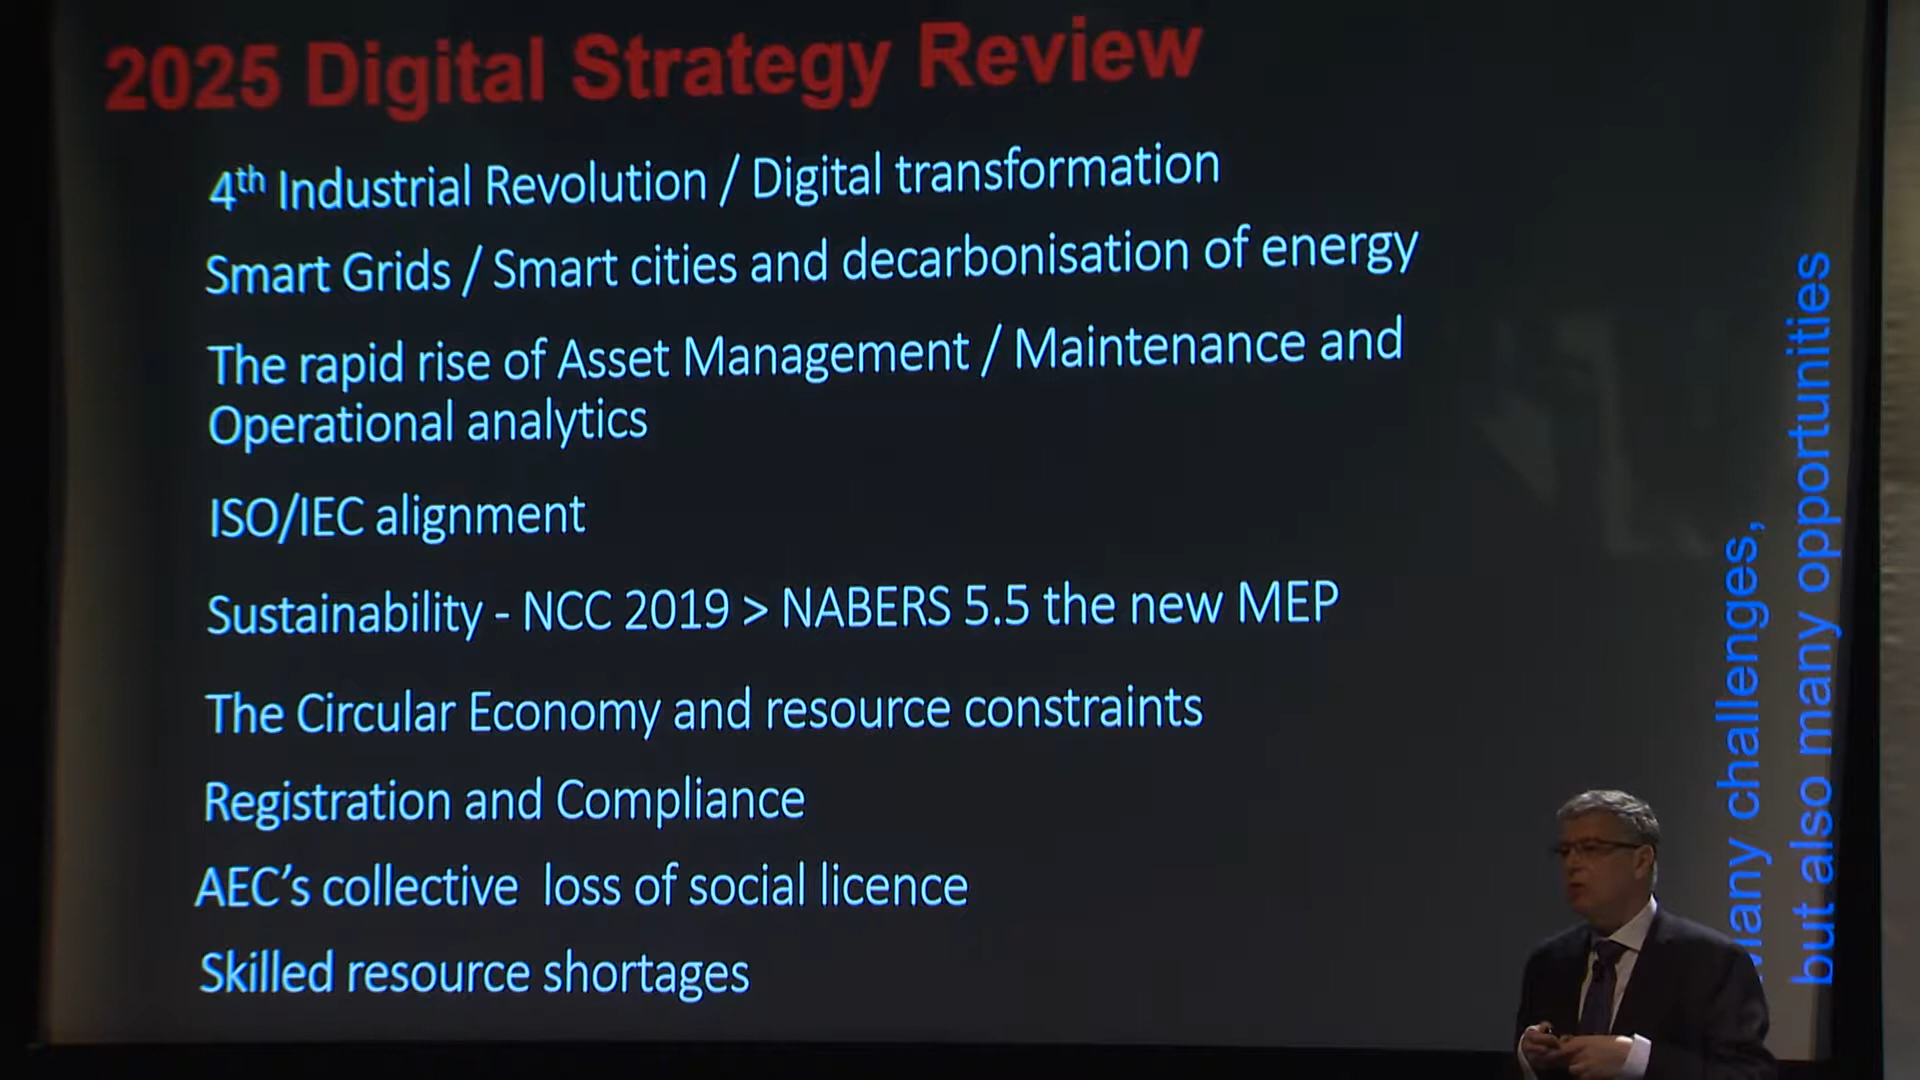 2025 Digital Strategy Review
4th Industrial Revolution / Digital transformation
Smart Grids / Smart cities and decarbonisation of energy
The rapid rise of Asset Management / Maintenance and
Operational analytics
ISO/IEC alignment
Sustainability - NCC 2019 > NABERS 5.5 the new MEP
The Circular Economy and resource constraints
Registration and Compliance
AEC’s collective  loss of social licence
Skilled resource shortages
Many challenges,
but also many opportunities